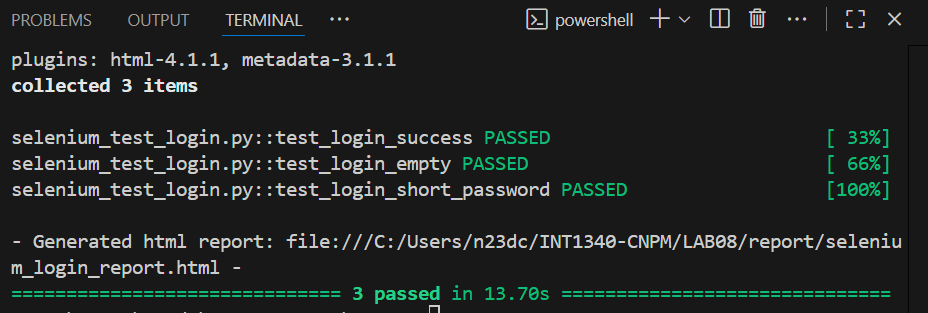 PROBLEMS OUTPUT TERMINAL ··· powershell
plugins: html-4.1.1, metadata-3.1.1
collected 3 items
selenium_test_login.py::test_login_success PASSED [ 33%]
selenium_test_login.py::test_login_empty PASSED [ 66%]
selenium_test_login.py::test_login_short_password PASSED [100%]
- Generated html report: file:///C:/Users/n23dc/INT1340-CNPM/LAB08/report/seleniu
m_login_report.html -
============================== 3 passed in 13.70s ==============================